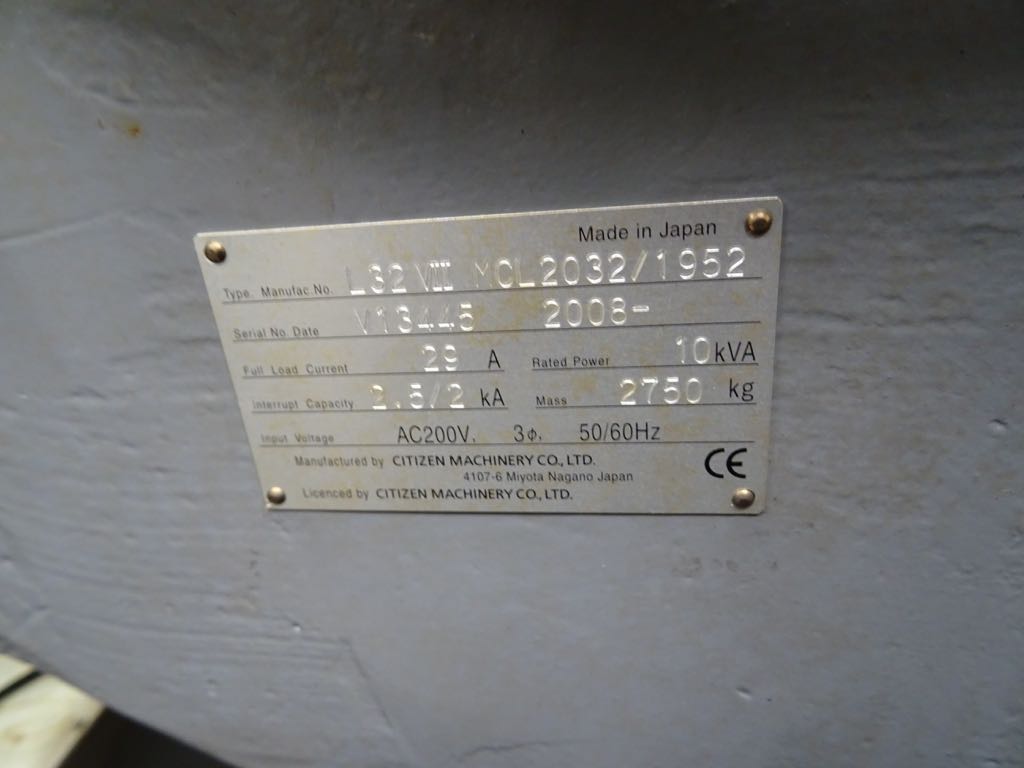 Made in Japan
Type. Manufac.No. L32 VIII MCL2032/1952
Serial No. Date V13445 2008-
Full Load Current 29 A Rated Power 10kVA
Interrupt Capacity 2.5/2 kA Mass 2750 kg
Input Voltage AC200V. 3φ. 50/60Hz
Manufactured by CITIZEN MACHINERY CO., LTD.
4107-6 Miyota Nagano Japan
CE
Licenced by CITIZEN MACHINERY CO., LTD.